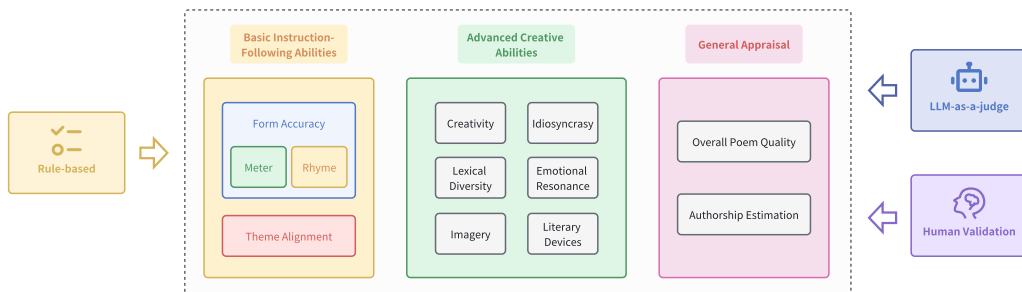 Basic Instruction-
Following Abilities
Advanced Creative
Abilities
General Appraisal
Rule-based
Form Accuracy
Meter
Rhyme
Theme Alignment
Creativity
Idiosyncrasy
Lexical
Diversity
Emotional
Resonance
Imagery
Literary
Devices
Overall Poem Quality
Authorship Estimation
LLM-as-a-judge
Human Validation